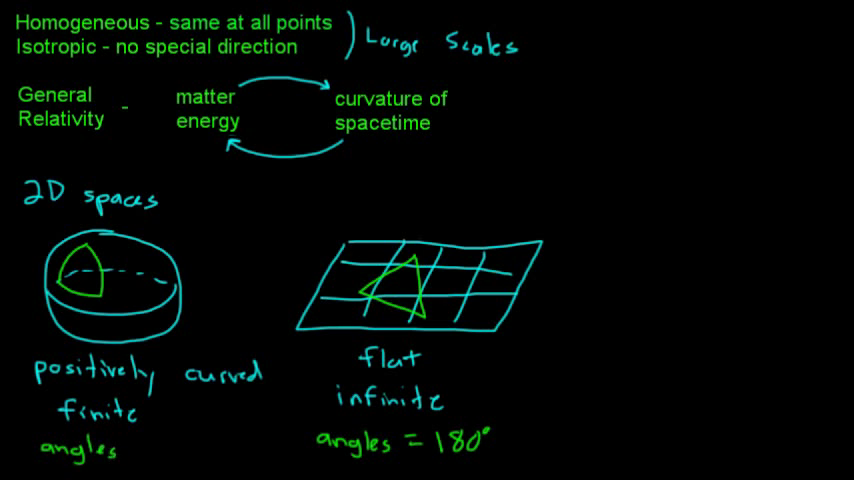 Homogeneous - same at all points
Isotropic - no special direction
Large Scales
General Relativity -
matter energy
curvature of spacetime
2D spaces
positively curved
finite
angles
flat
infinite
angles = 180°